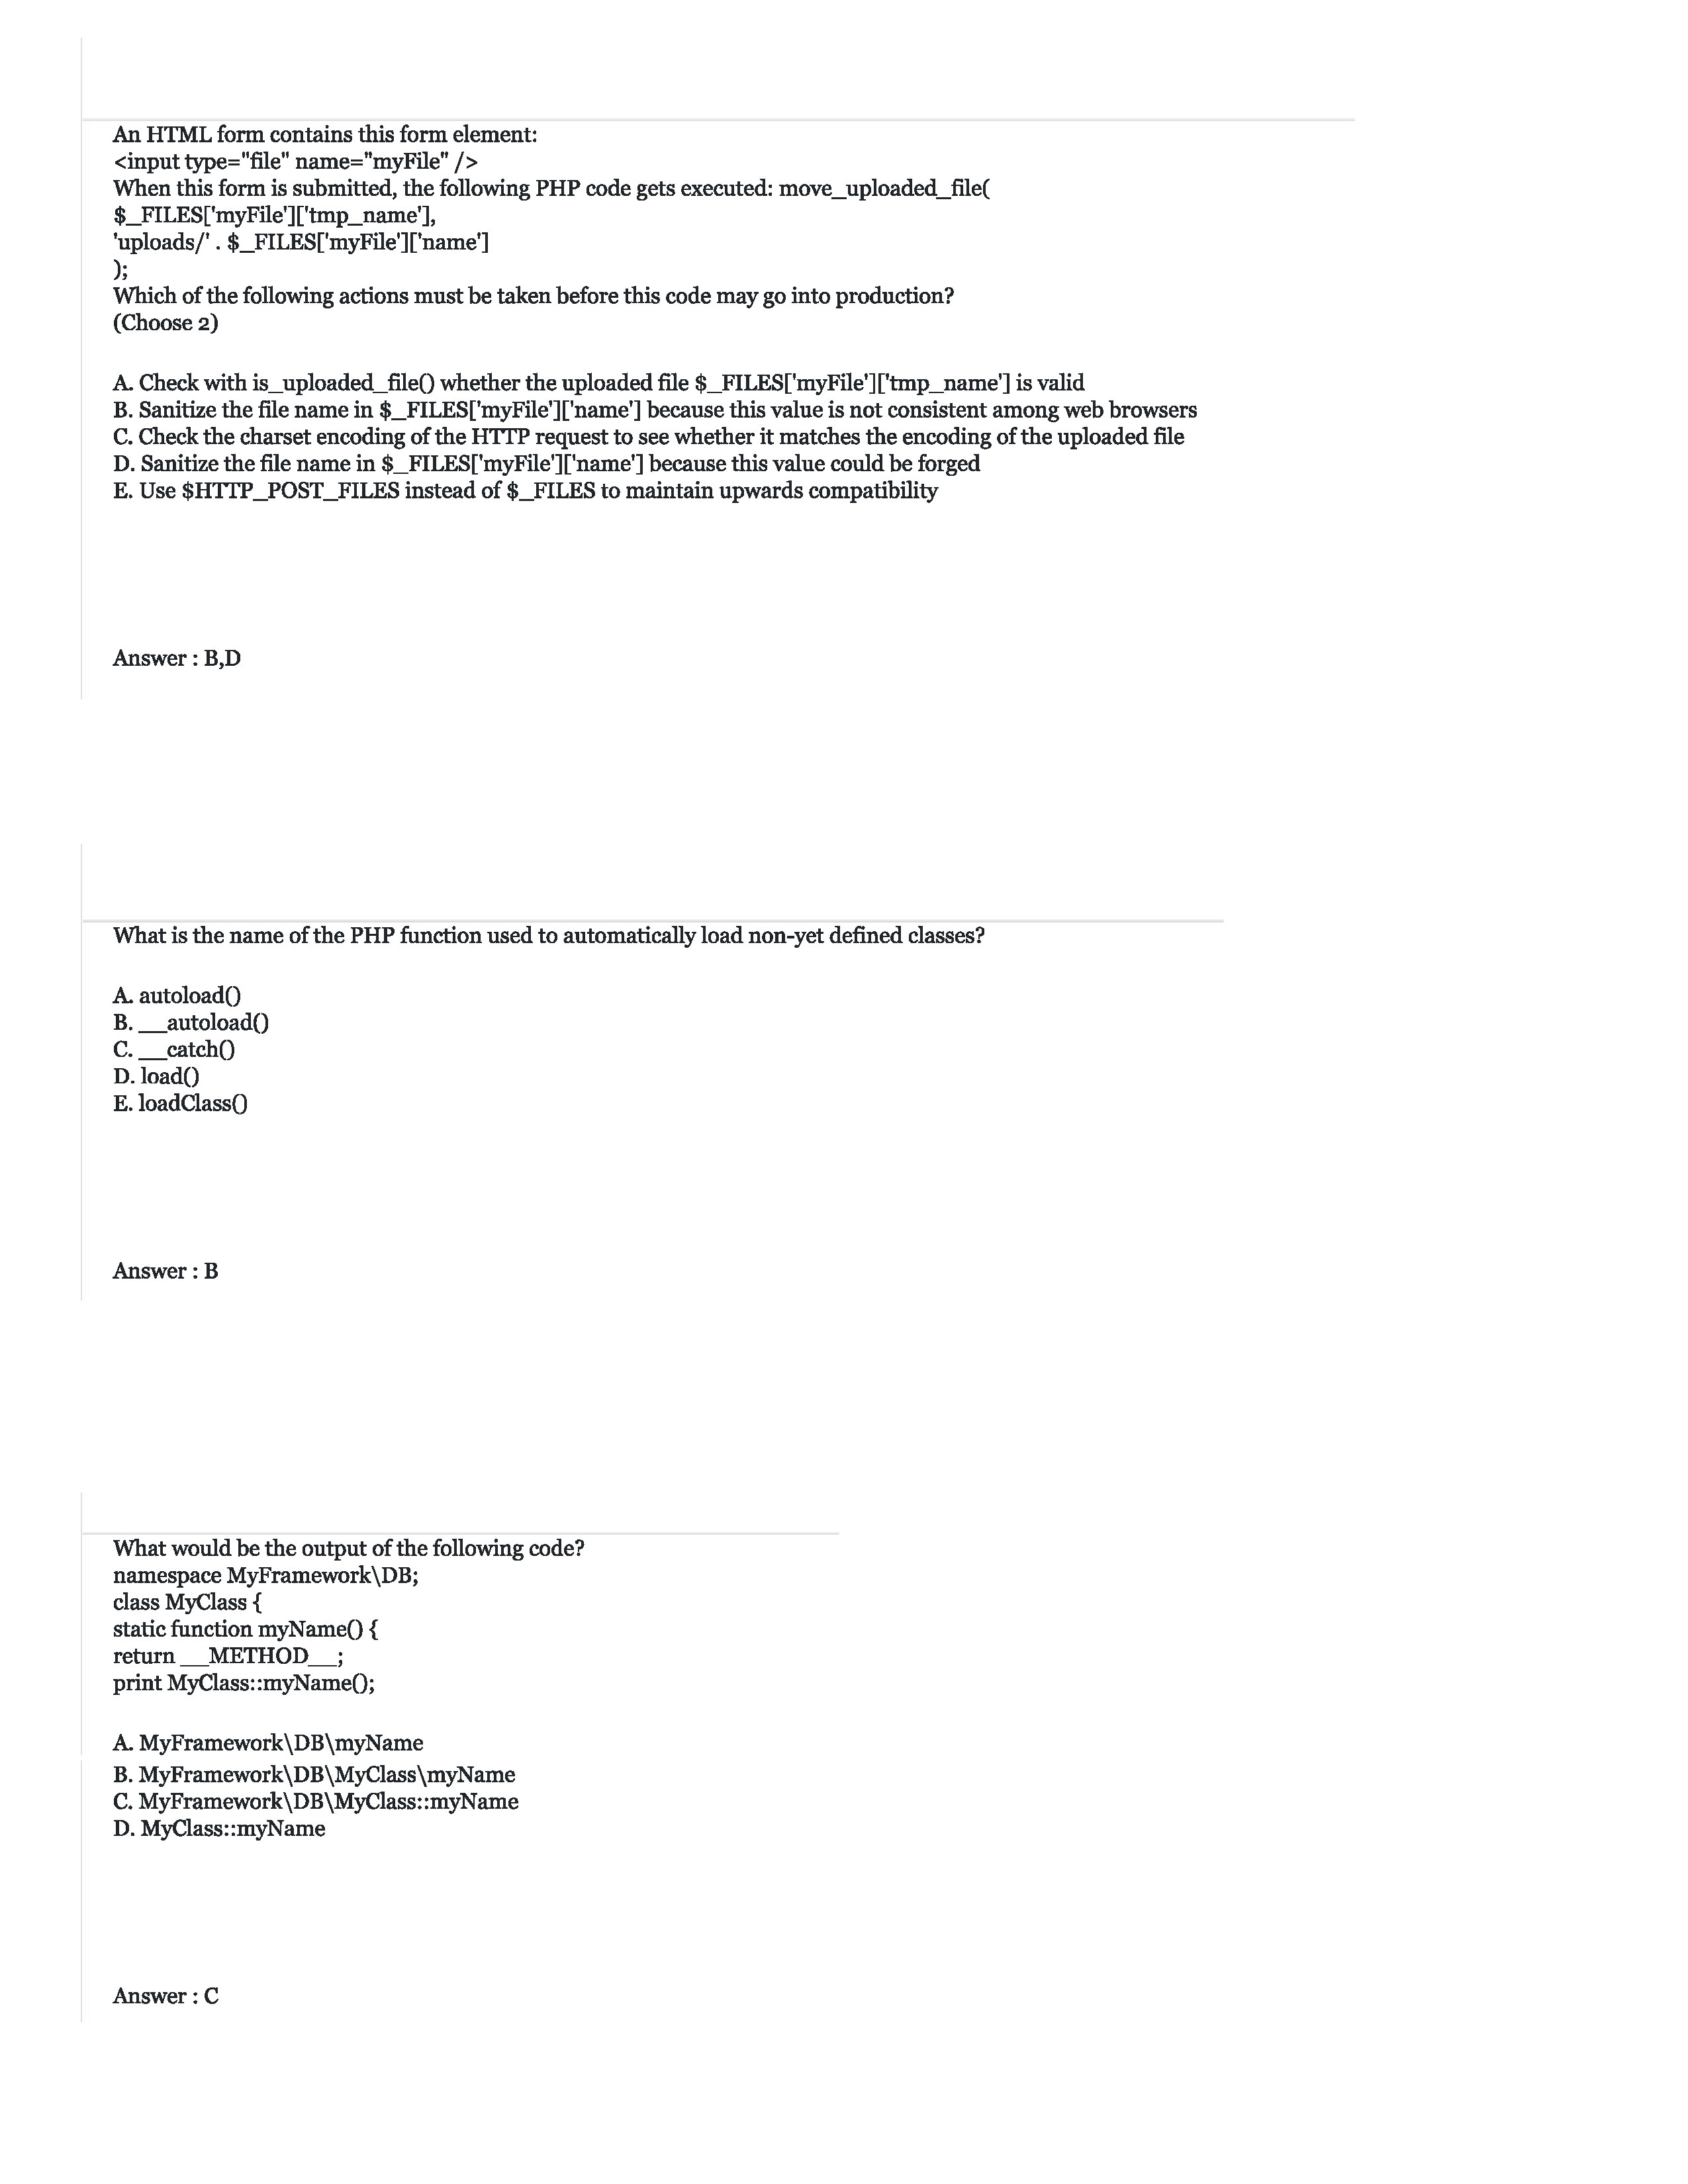 An HTML form contains this form element:
<input type="file" name="myFile" />
When this form is submitted, the following PHP code gets executed: move_uploaded_file(
$_FILES['myFile']['tmp_name'],
'uploads/' . $_FILES['myFile']['name']
);
Which of the following actions must be taken before this code may go into production?
(Choose 2)
A. Check with is_uploaded_file() whether the uploaded file $_FILES['myFile']['tmp_name'] is valid
B. Sanitize the file name in $_FILES['myFile']['name'] because this value is not consistent among web browsers
C. Check the charset encoding of the HTTP request to see whether it matches the encoding of the uploaded file
D. Sanitize the file name in $_FILES['myFile']['name'] because this value could be forged
E. Use $HTTP_POST_FILES instead of $_FILES to maintain upwards compatibility
Answer : B,D
What is the name of the PHP function used to automatically load non-yet defined classes?
A. autoload()
B. __autoload()
C. __catch()
D. load()
E. loadClass()
Answer : B
What would be the output of the following code?
namespace MyFramework\DB;
class MyClass {
static function myName() {
return __METHOD__;
print MyClass::myName();
A. MyFramework\DB\myName
B. MyFramework\DB\MyClass\myName
C. MyFramework\DB\MyClass::myName
D. MyClass::myName
Answer : C